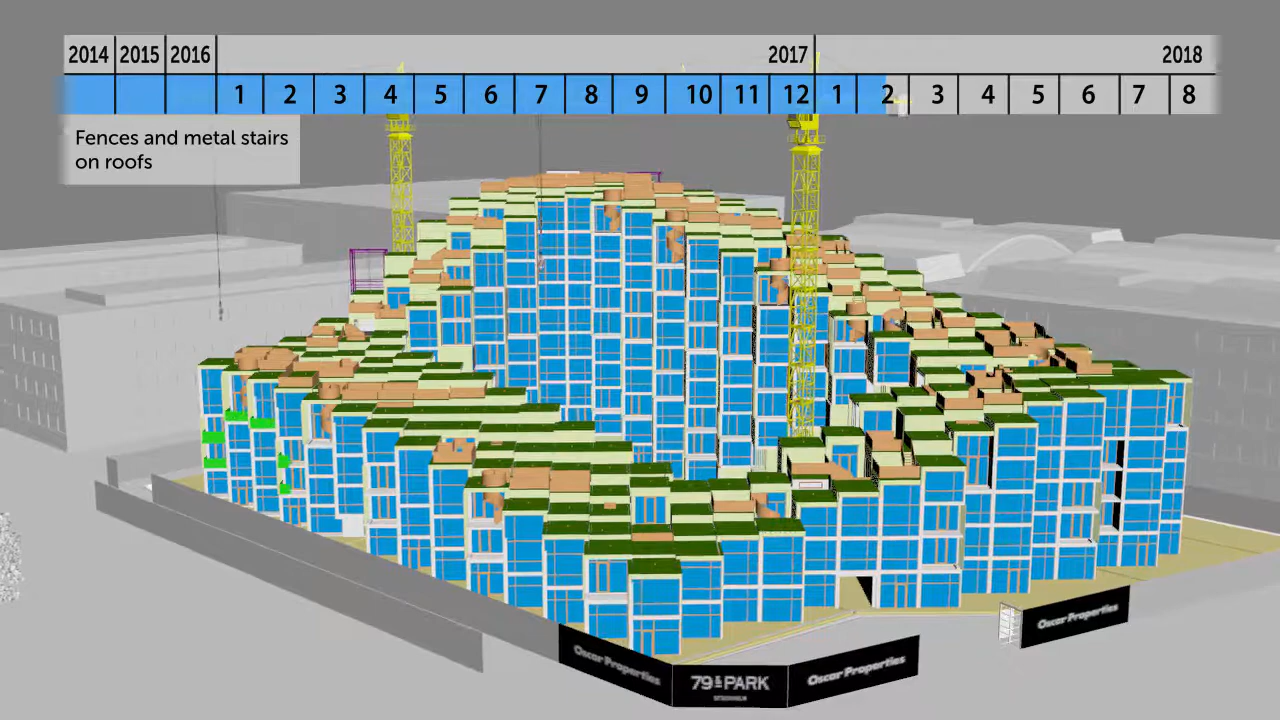 2014 2015 2016 2017 2018
1 2 3 4 5 6 7 8 9 10 11 12 1 2 3 4 5 6 7 8
Fences and metal stairs
on roofs
Oscar Properties
Oscar Properties
79&PARK
STOCKHOLM
Oscar Properties